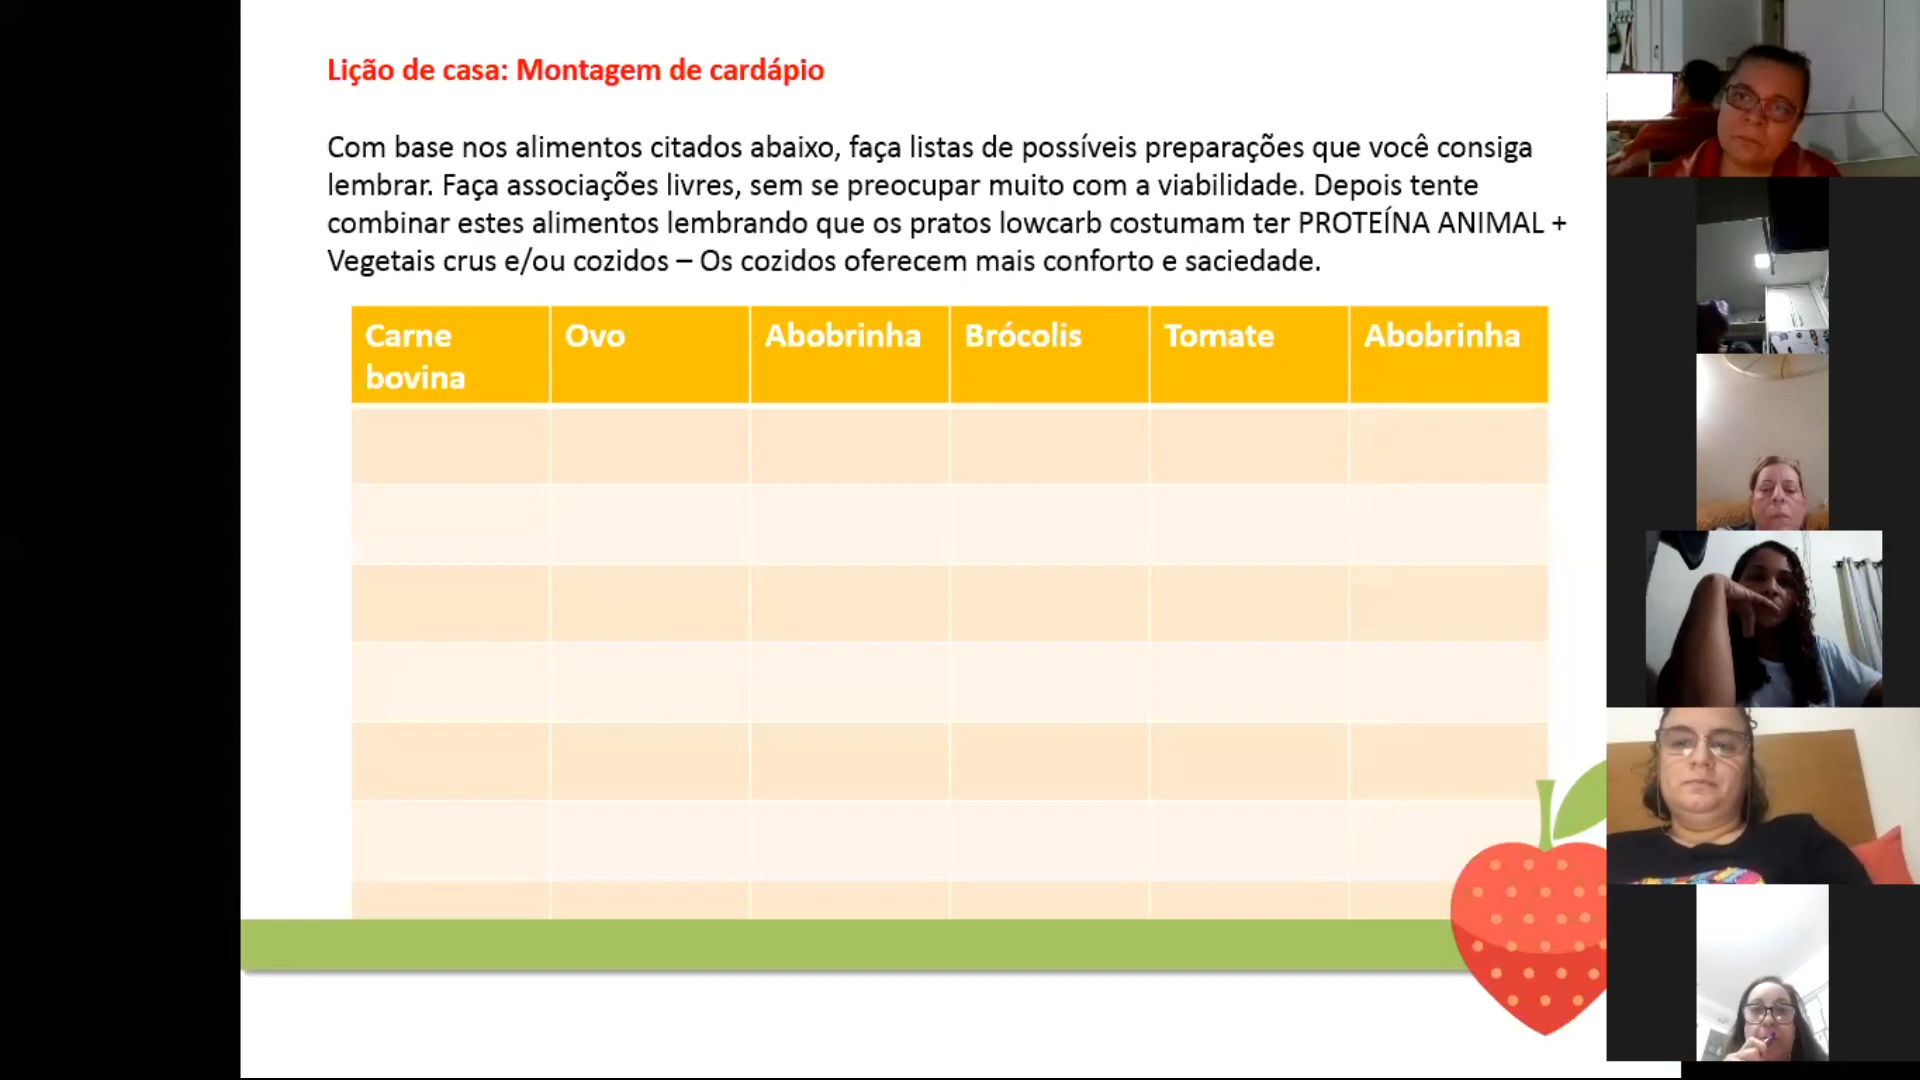 Lição de casa: Montagem de cardápio
Com base nos alimentos citados abaixo, faça listas de possíveis preparações que você consiga
lembrar. Faça associações livres, sem se preocupar muito com a viabilidade. Depois tente
combinar estes alimentos lembrando que os pratos lowcarb costumam ter PROTEÍNA ANIMAL +
Vegetais crus e/ou cozidos – Os cozidos oferecem mais conforto e saciedade.
Carne
bovina
Ovo
Abobrinha
Brócolis
Tomate
Abobrinha